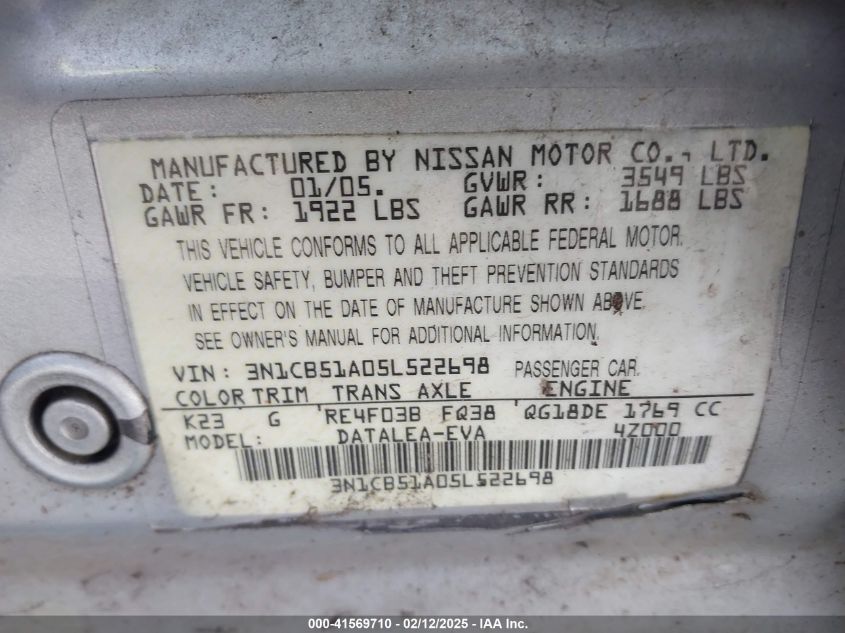 MANUFACTURED BY NISSAN MOTOR CO., LTD.
DATE: 01/05. GVWR: 3549 LBS
GAWR FR: 1922 LBS GAWR RR: 1688 LBS
THIS VEHICLE CONFORMS TO ALL APPLICABLE FEDERAL MOTOR
VEHICLE SAFETY, BUMPER AND THEFT PREVENTION STANDARDS
IN EFFECT ON THE DATE OF MANUFACTURE SHOWN ABOVE.
SEE OWNER'S MANUAL FOR ADDITIONAL INFORMATION.
VIN: 3N1CB51A05L522698 PASSENGER CAR.
COLOR TRIM TRANS AXLE ENGINE
K23 G RE4F03B FQ38 QG18DE 1769 CC
MODEL: DATALEA-EVA 4Z000
3N1CB51A05L522698
000-41569710 - 02/12/2025 - IAA Inc.